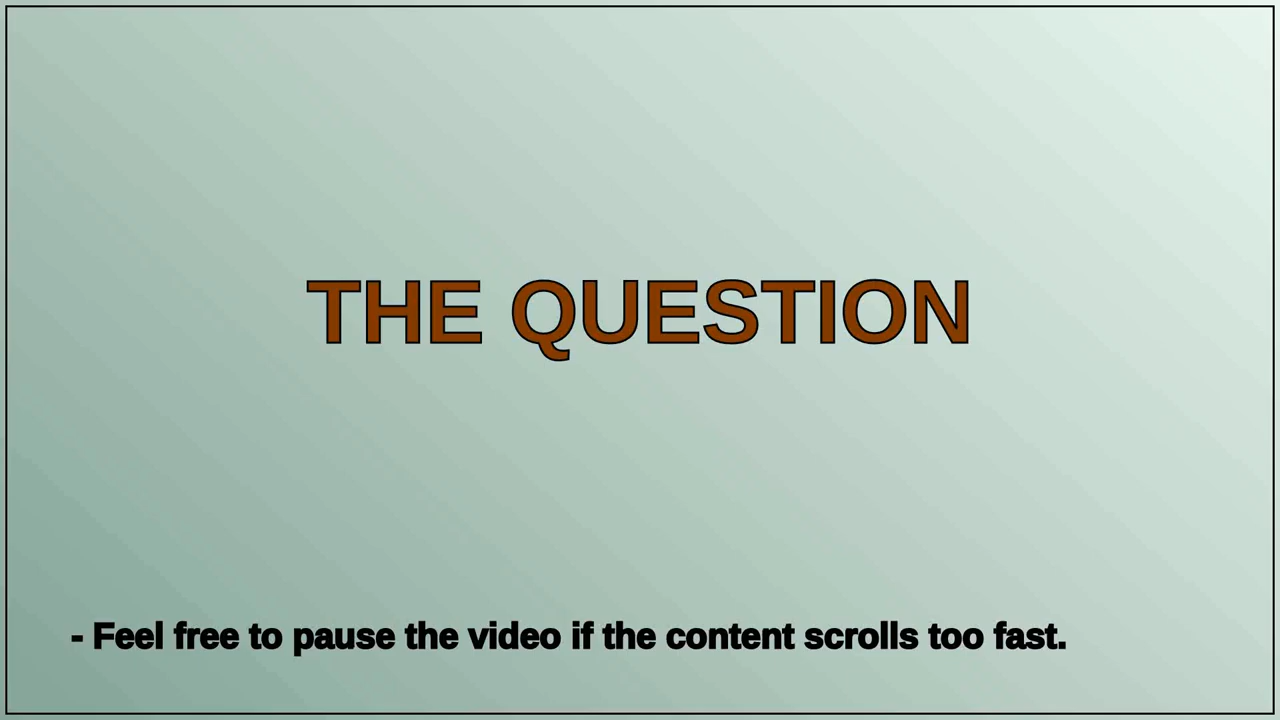 THE QUESTION
- Feel free to pause the video if the content scrolls too fast.